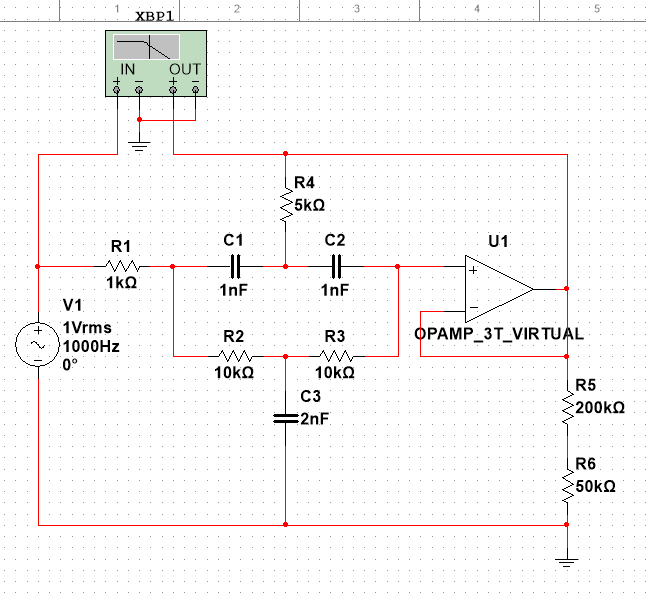 1 2 3 4 5
XBP1
IN OUT
+ − + −
R4
5kΩ
R1
1kΩ
C1
1nF
C2
1nF
U1
+
−
OPAMP_3T_VIRTUAL
V1
+
1Vrms
1000Hz
−
0°
R2
10kΩ
R3
10kΩ
C3
2nF
R5
200kΩ
R6
50kΩ